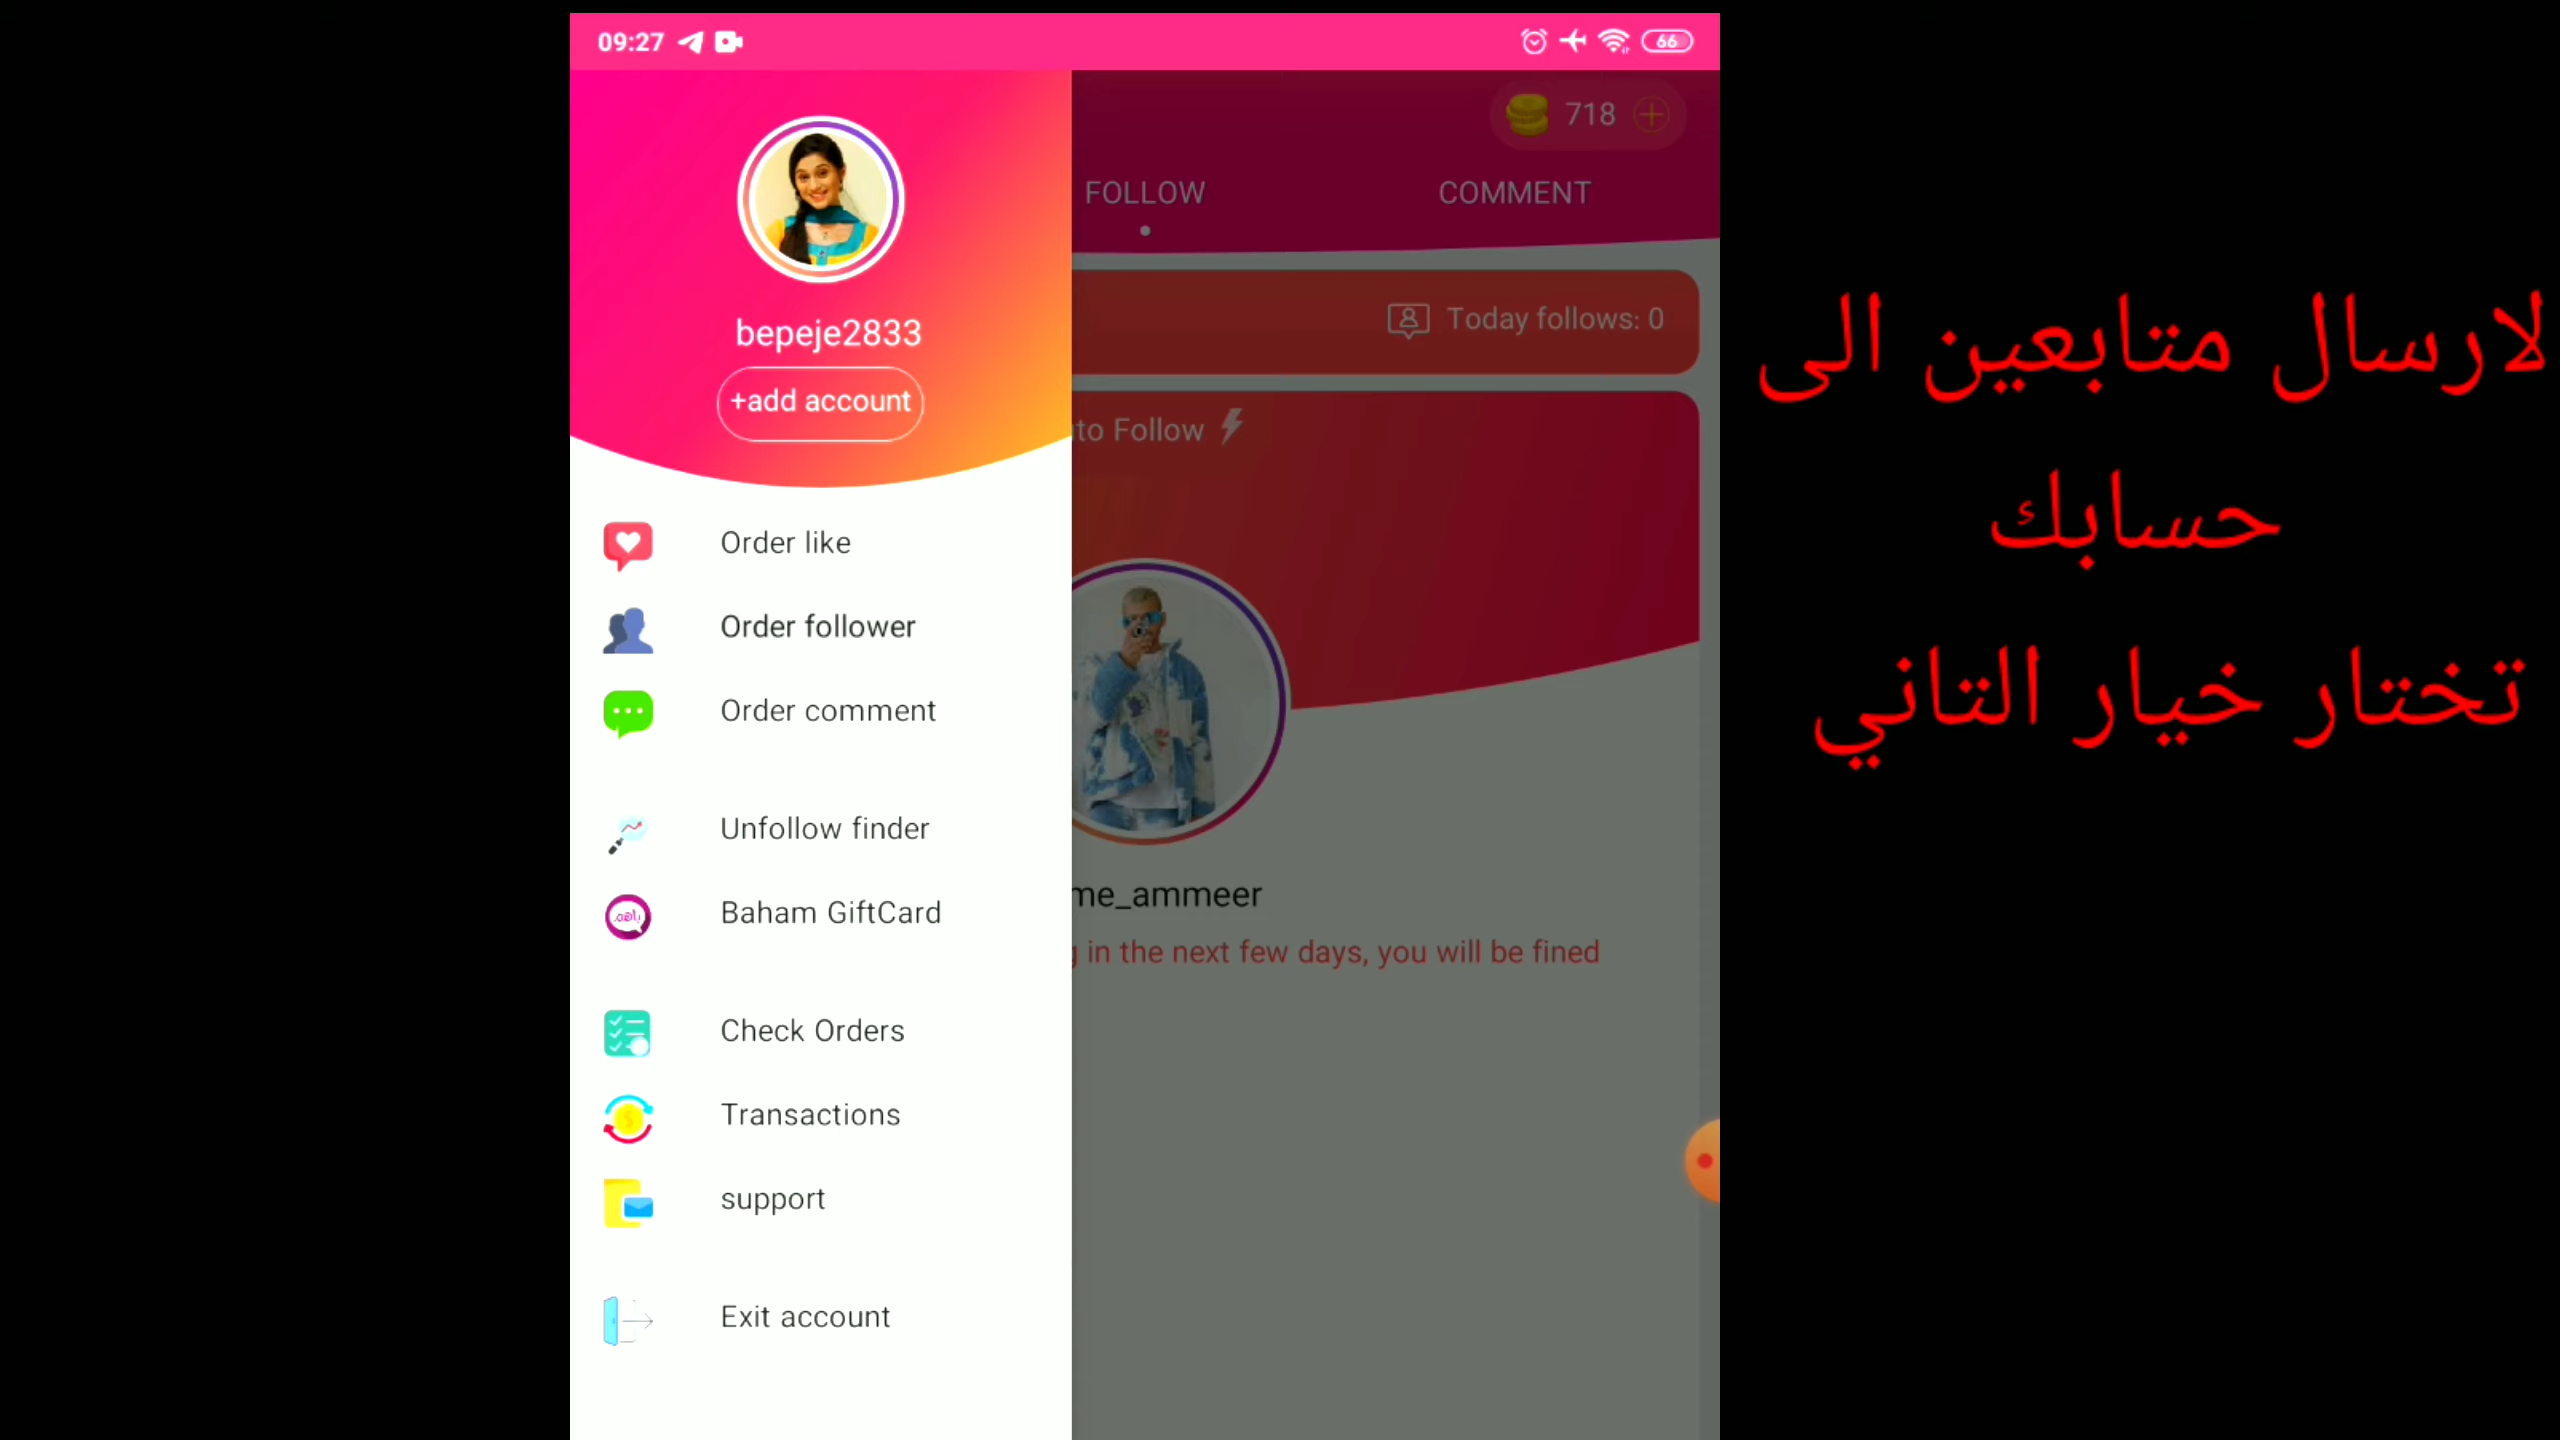 09:27
66
718
FOLLOW
COMMENT
bepeje2833
+add account
Today follows: 0
to Follow
Order like
Order follower
Order comment
Unfollow finder
باهم
Baham GiftCard
me_ammeer
in the next few days, you will be fined
Check Orders
Transactions
support
Exit account
لارسال متابعين الى
حسابك
تختار خيار التاني